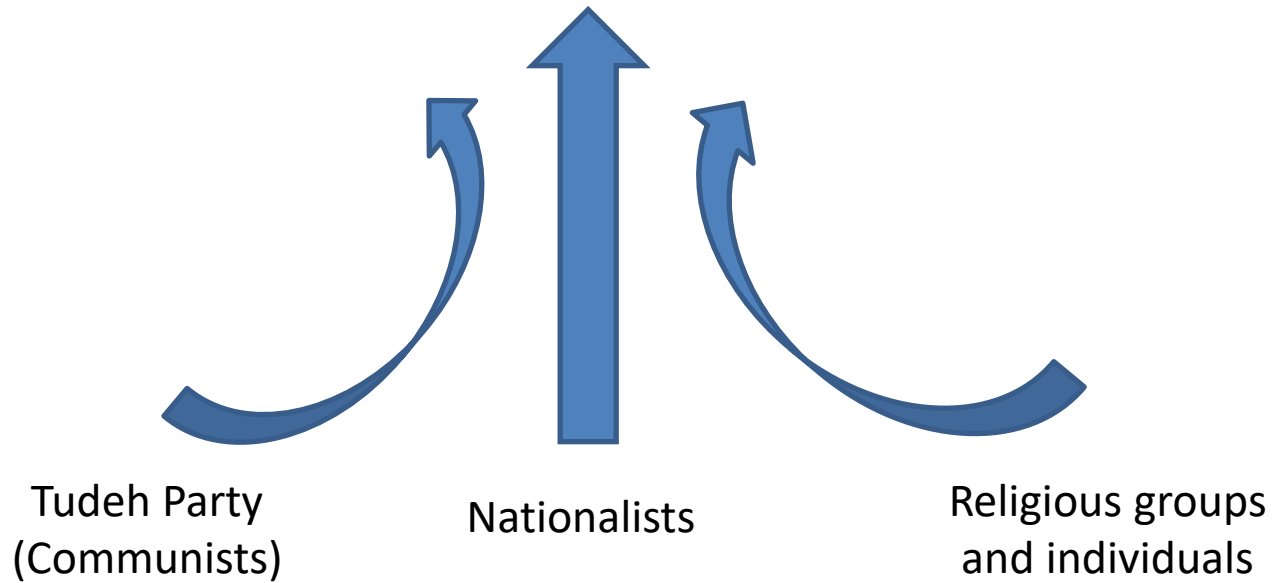 Tudeh Party
(Communists)
Nationalists
Religious groups
and individuals